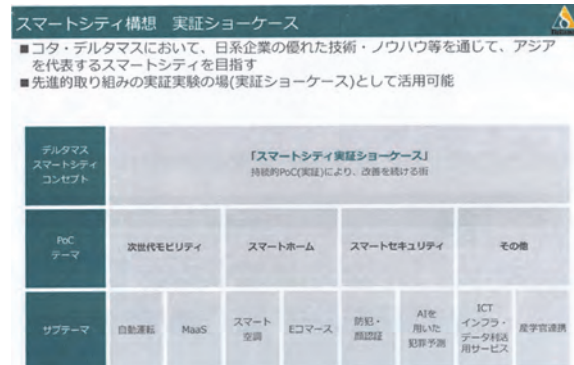 スマートシティ構想 実証ショーケース
■コタ・デルタマスにおいて、日系企業の優れた技術・ノウハウ等を通じて、アジア
を代表するスマートシティを目指す
■先進的取り組みの実証実験の場(実証ショーケース)として活用可能
デルタマス
スマートシティ
コンセプト
「スマートシティ実証ショーケース」
持続的PoC(実証)により、改善を続ける街
PoC
テーマ
次世代モビリティ
スマートホーム
スマートセキュリティ
その他
サブテーマ
自動運転
MaaS
スマート
空調
Eコマース
防犯・
顔認証
AIを
用いた
犯罪予測
ICT
インフラ・
データ利活
用サービス
産学官連携